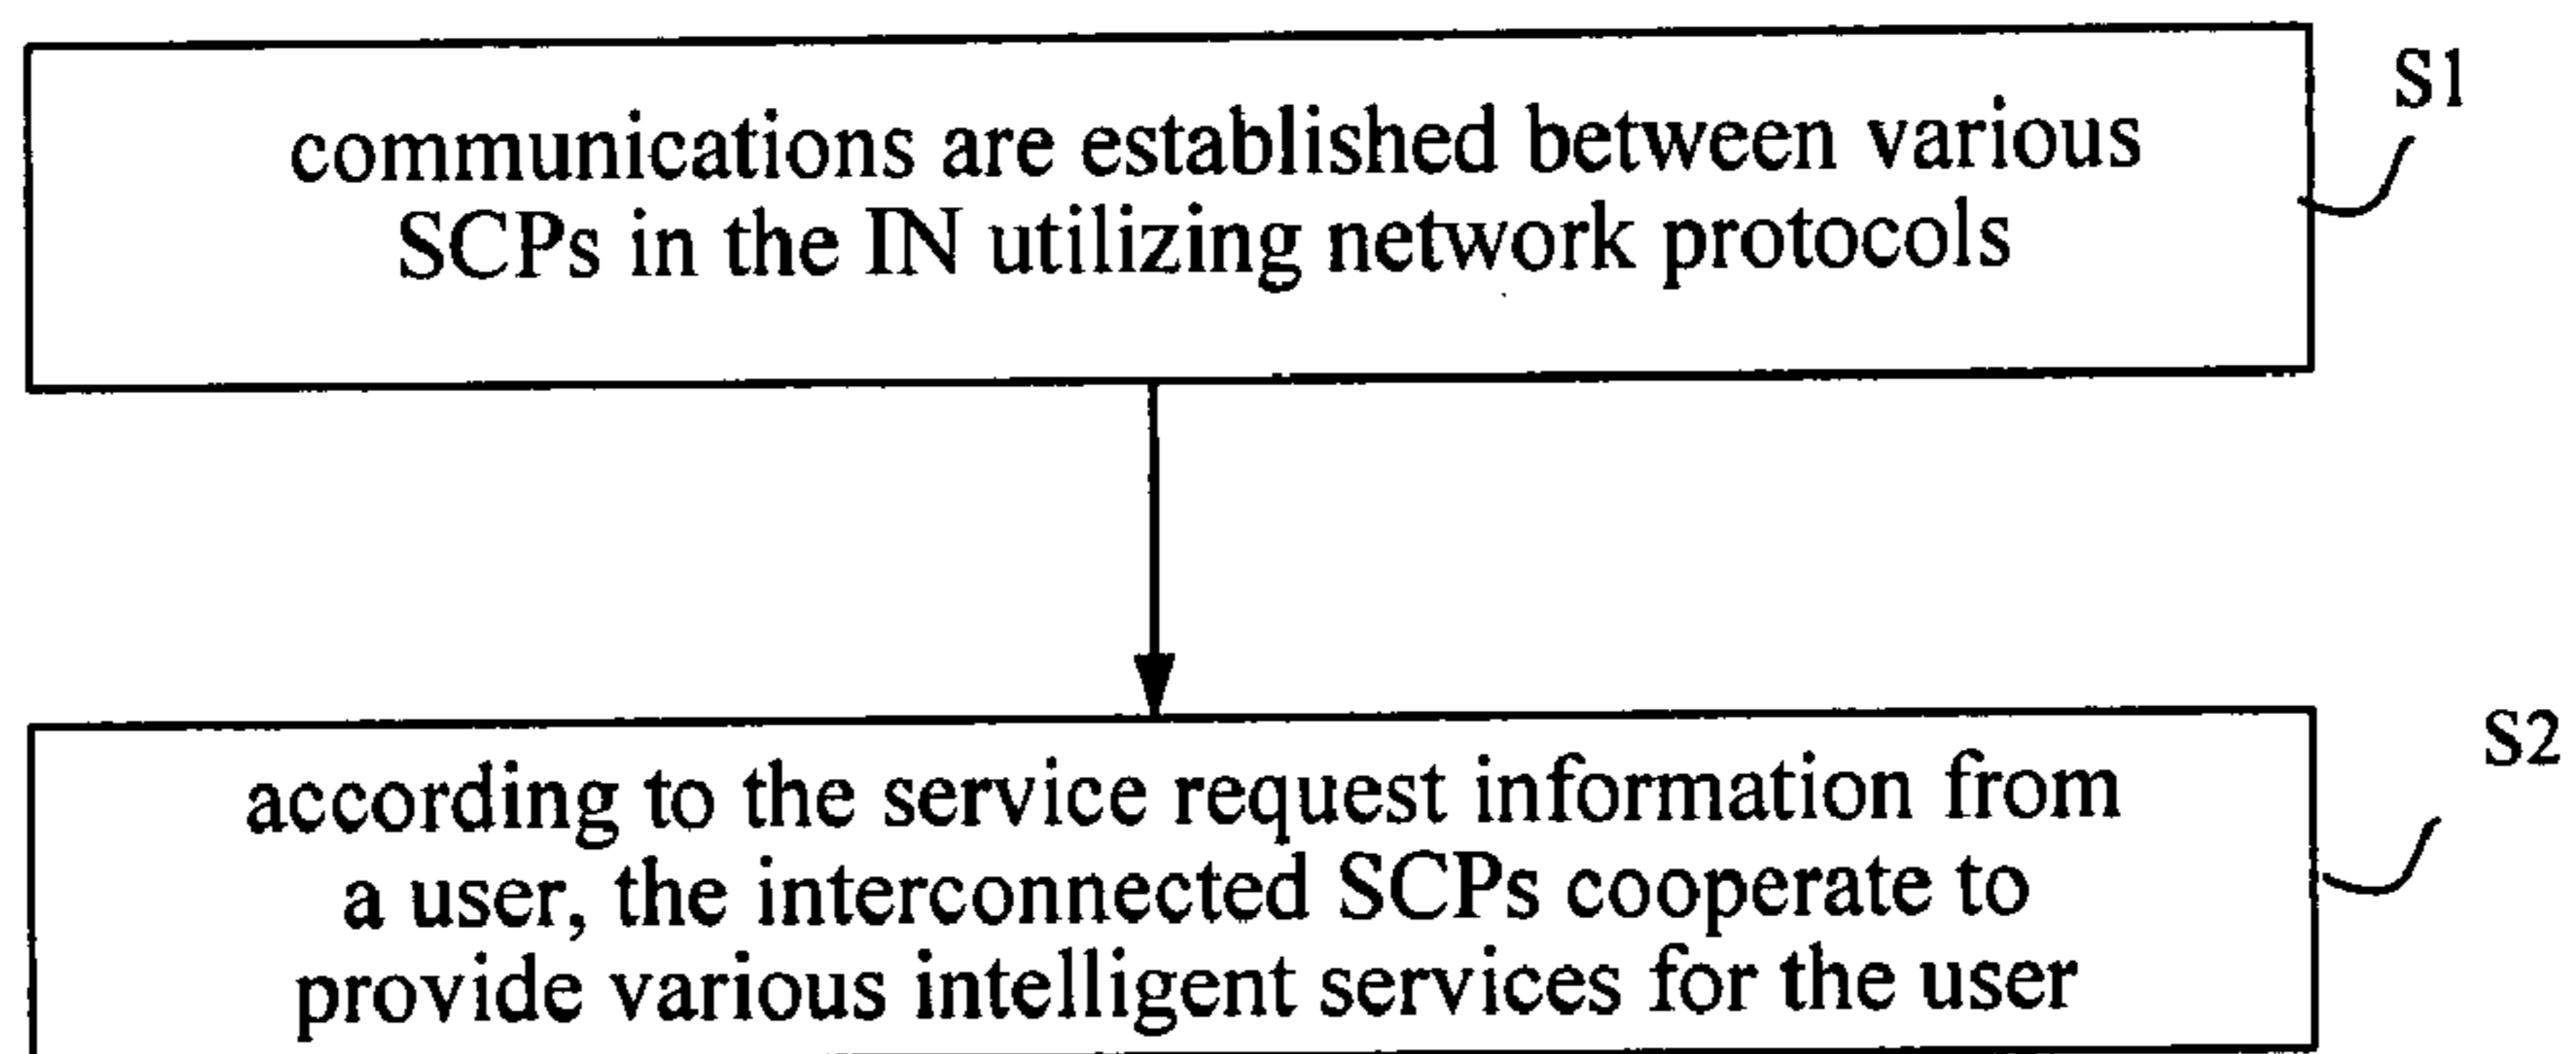 communications are established between various
SCPs in the IN utilizing network protocols
S1
according to the service request information from
a user, the interconnected SCPs cooperate to
provide various intelligent services for the user
S2